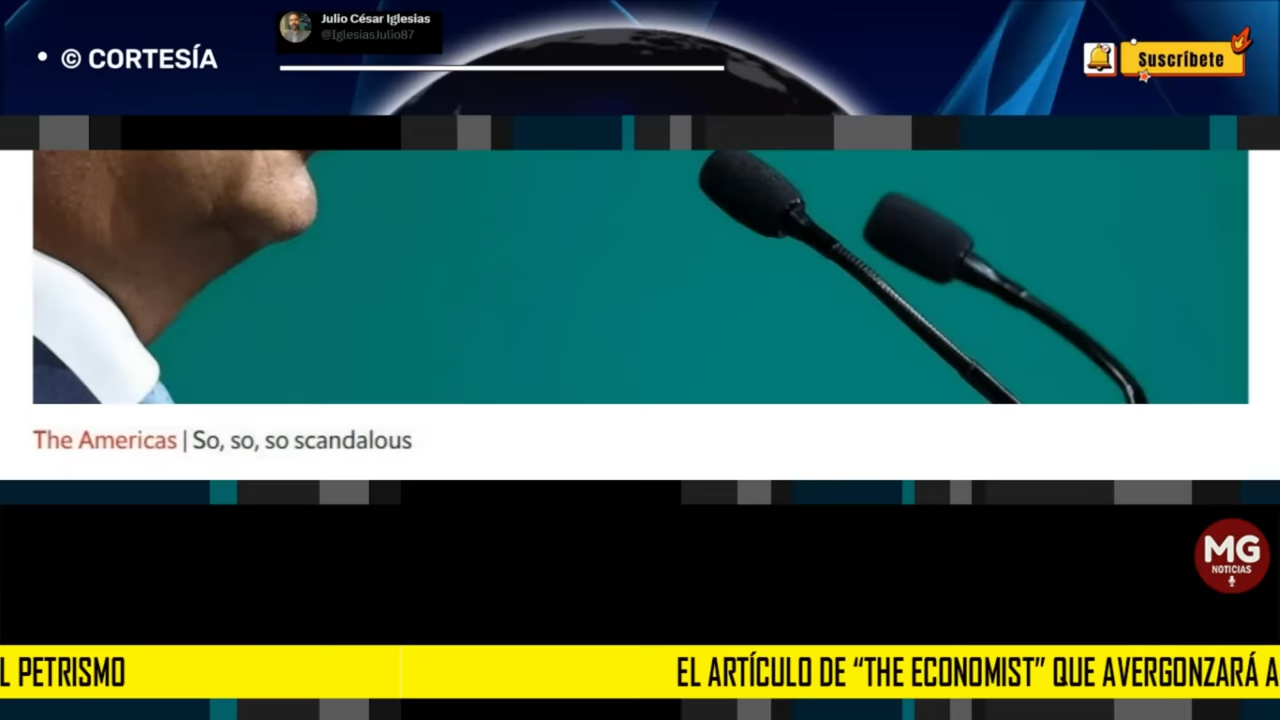 Julio César Iglesias
@IglesiasJulio87
• © CORTESÍA
Suscríbete
The Americas | So, so, so scandalous
MG
NOTICIAS
L PETRISMO
EL ARTÍCULO DE “THE ECONOMIST” QUE AVERGONZARÁ A